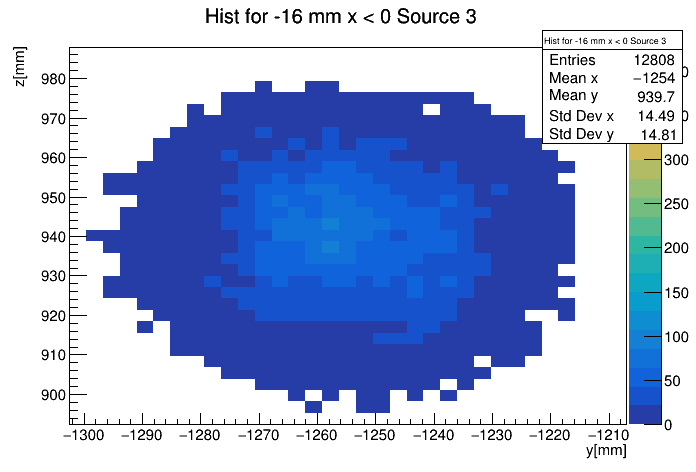 Hist for -16 mm x < 0 Source 3
Hist for -16 mm x < 0 Source 3
Entries 12808
Mean x −1254
Mean y 939.7
Std Dev x 14.49
Std Dev y 14.81
z[mm]
980
970
960
950
940
930
920
910
900
300
250
200
150
100
50
0
−1300 −1290 −1280 −1270 −1260 −1250 −1240 −1230 −1220 −1210
y[mm]